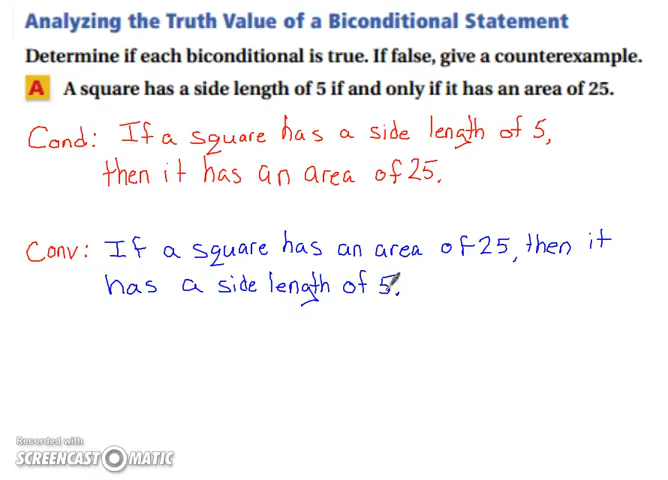 Analyzing the Truth Value of a Biconditional Statement
Determine if each biconditional is true. If false, give a counterexample.
A A square has a side length of 5 if and only if it has an area of 25.
Cond: If a square has a side length of 5,
then it has an area of 25.
Conv: If a square has an area of 25, then it
has a side length of 5.
Recorded with
SCREENCAST O MATIC